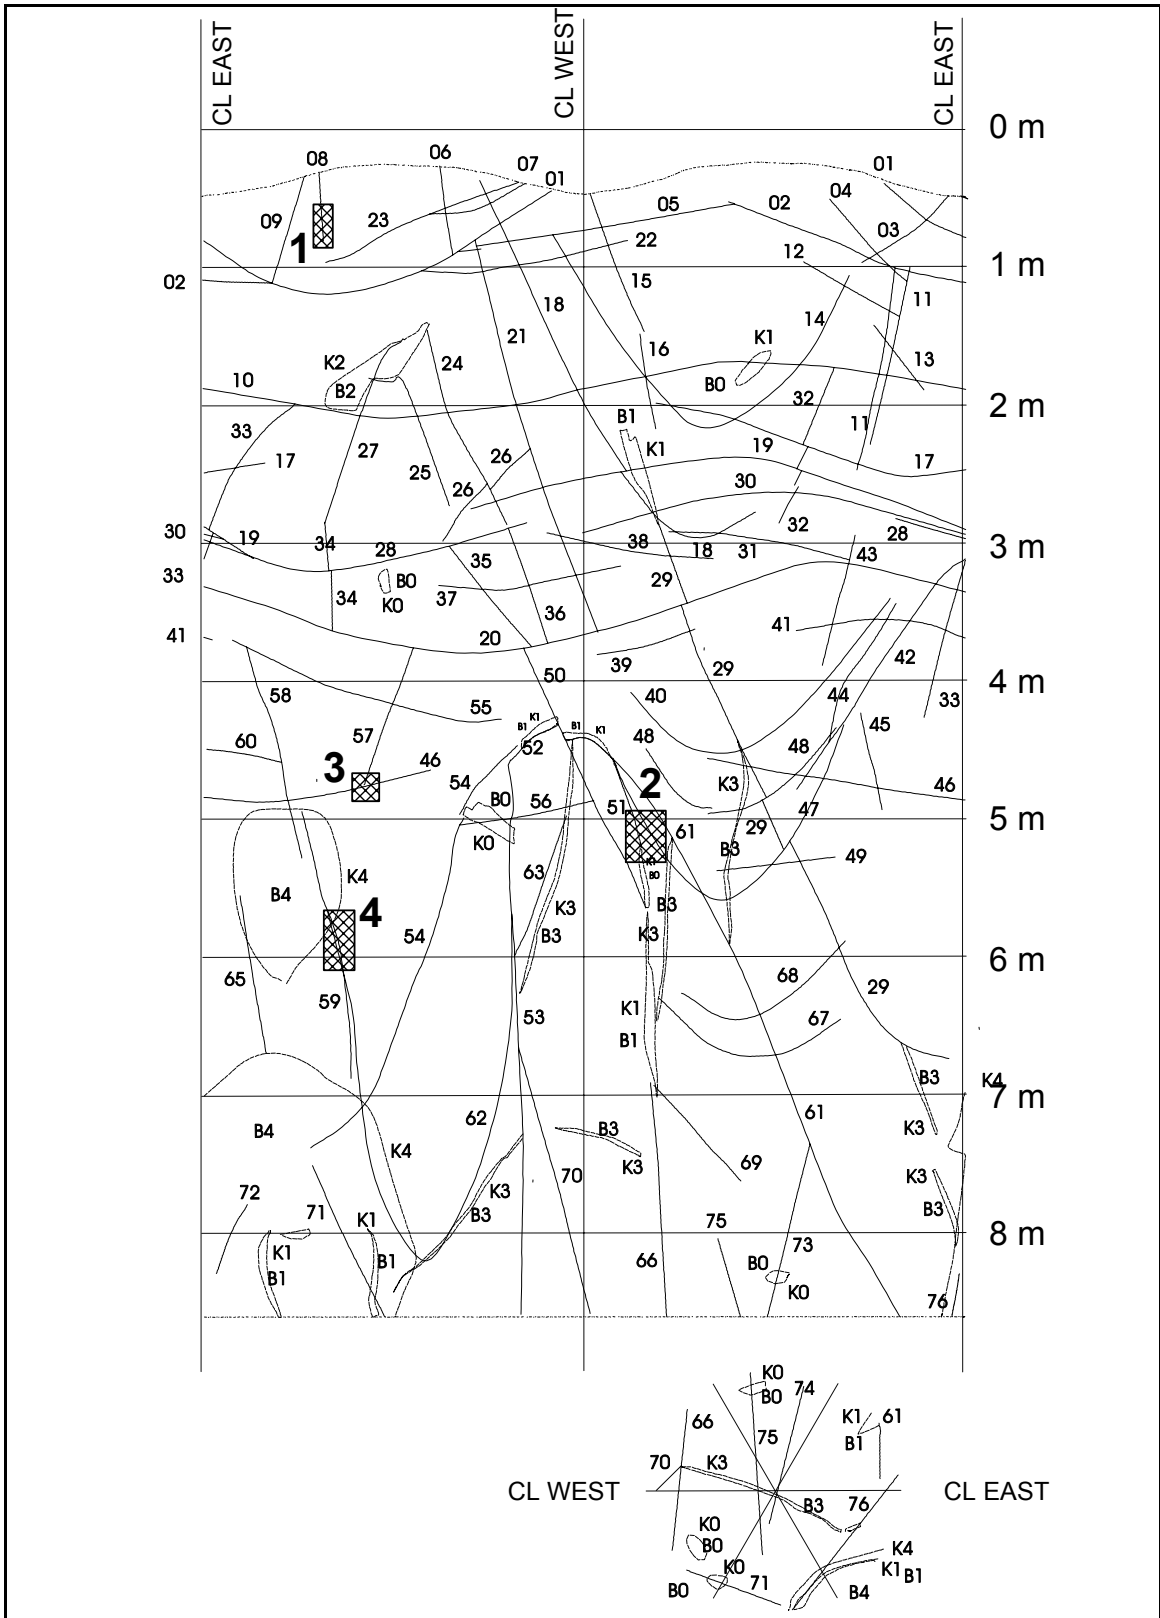 CL EAST
CL WEST
CL EAST
0 m
08 06 07 01 01
09 23 05 02 04
1 22 12 03
1 m
02 18 15 11
21 14
K2 24 16 K1 13
10 B2 B0
2 m
32
33 27 B1 11
17 25 26 K1 19 17
26 30
30 19 34 28 38 18 31 32 28
3 m
43
33 35 29
B0
34 K0 37 36
41 20 41
39 29 42
50
4 m
58 55 40 44 33
B1 K1 B1 K1 45
60 57 52 48 48
3 46 54 2 K3 46
B0 56 51 47
5 m
K0 61 29
63 K1 B3 49
B4 K4 B0
4 K3 B3
54 B3 K3
6 m
65 68
59 53 K1 67 29
B1
B3 K4
7 m
62 61
B4 K4 B3 K3
K3 69
72 K3 70 K3
71 K1 B3 75 B3
8 m
K1 B1 66 B0 73
B1 K0 76
K0
B0 74
66 K1 61
75 B1
70 K3
CL WEST CL EAST
B3 76
K0
B0 K4
K0 K1 B1
B0 71 B4